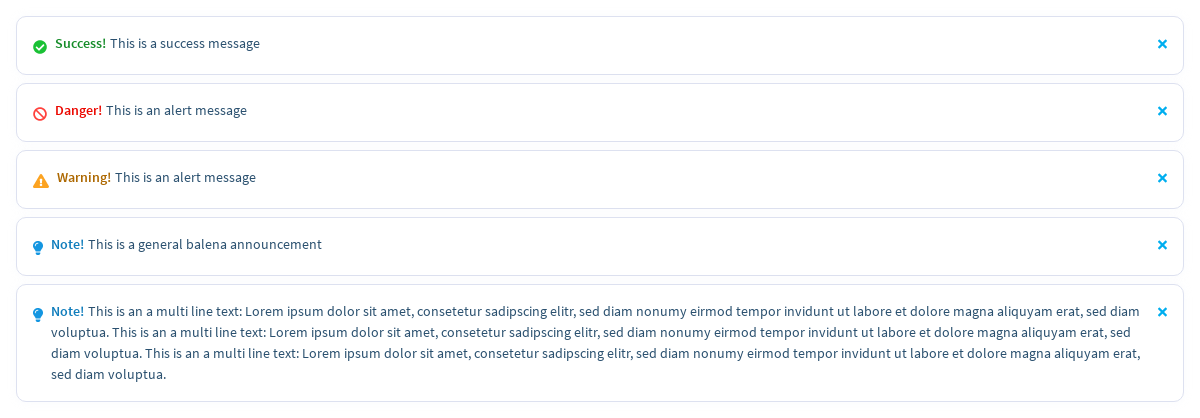 Success! This is a success message
Danger! This is an alert message
Warning! This is an alert message
Note! This is a general balena announcement
Note! This is an a multi line text: Lorem ipsum dolor sit amet, consetetur sadipscing elitr, sed diam nonumy eirmod tempor invidunt ut labore et dolore magna aliquyam erat, sed diam
voluptua. This is an a multi line text: Lorem ipsum dolor sit amet, consetetur sadipscing elitr, sed diam nonumy eirmod tempor invidunt ut labore et dolore magna aliquyam erat, sed
diam voluptua. This is an a multi line text: Lorem ipsum dolor sit amet, consetetur sadipscing elitr, sed diam nonumy eirmod tempor invidunt ut labore et dolore magna aliquyam erat,
sed diam voluptua.